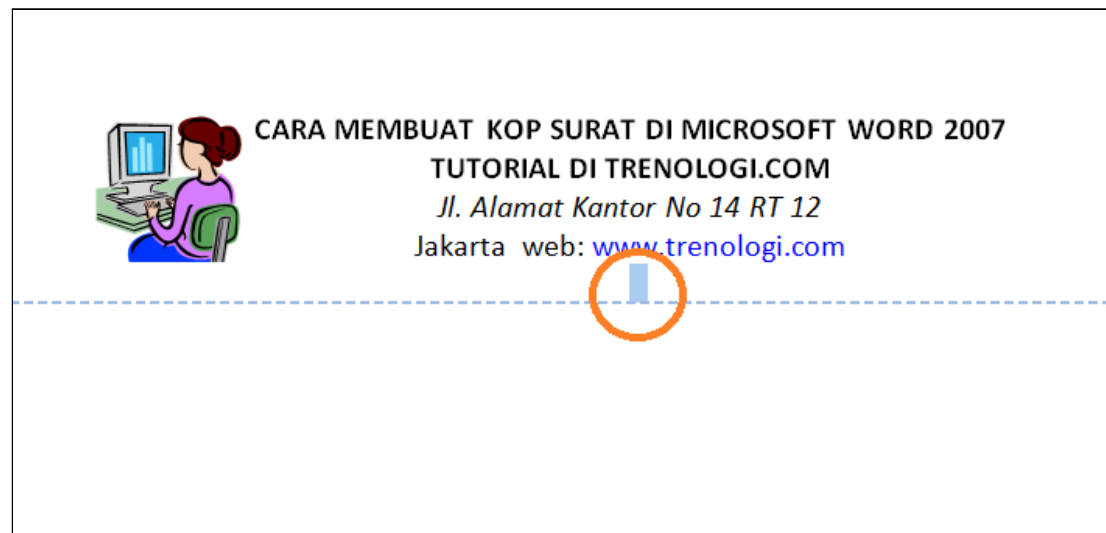 CARA MEMBUAT KOP SURAT DI MICROSOFT WORD 2007
TUTORIAL DI TRENOLOGI.COM
Jl. Alamat Kantor No 14 RT 12
Jakarta web: www.trenologi.com